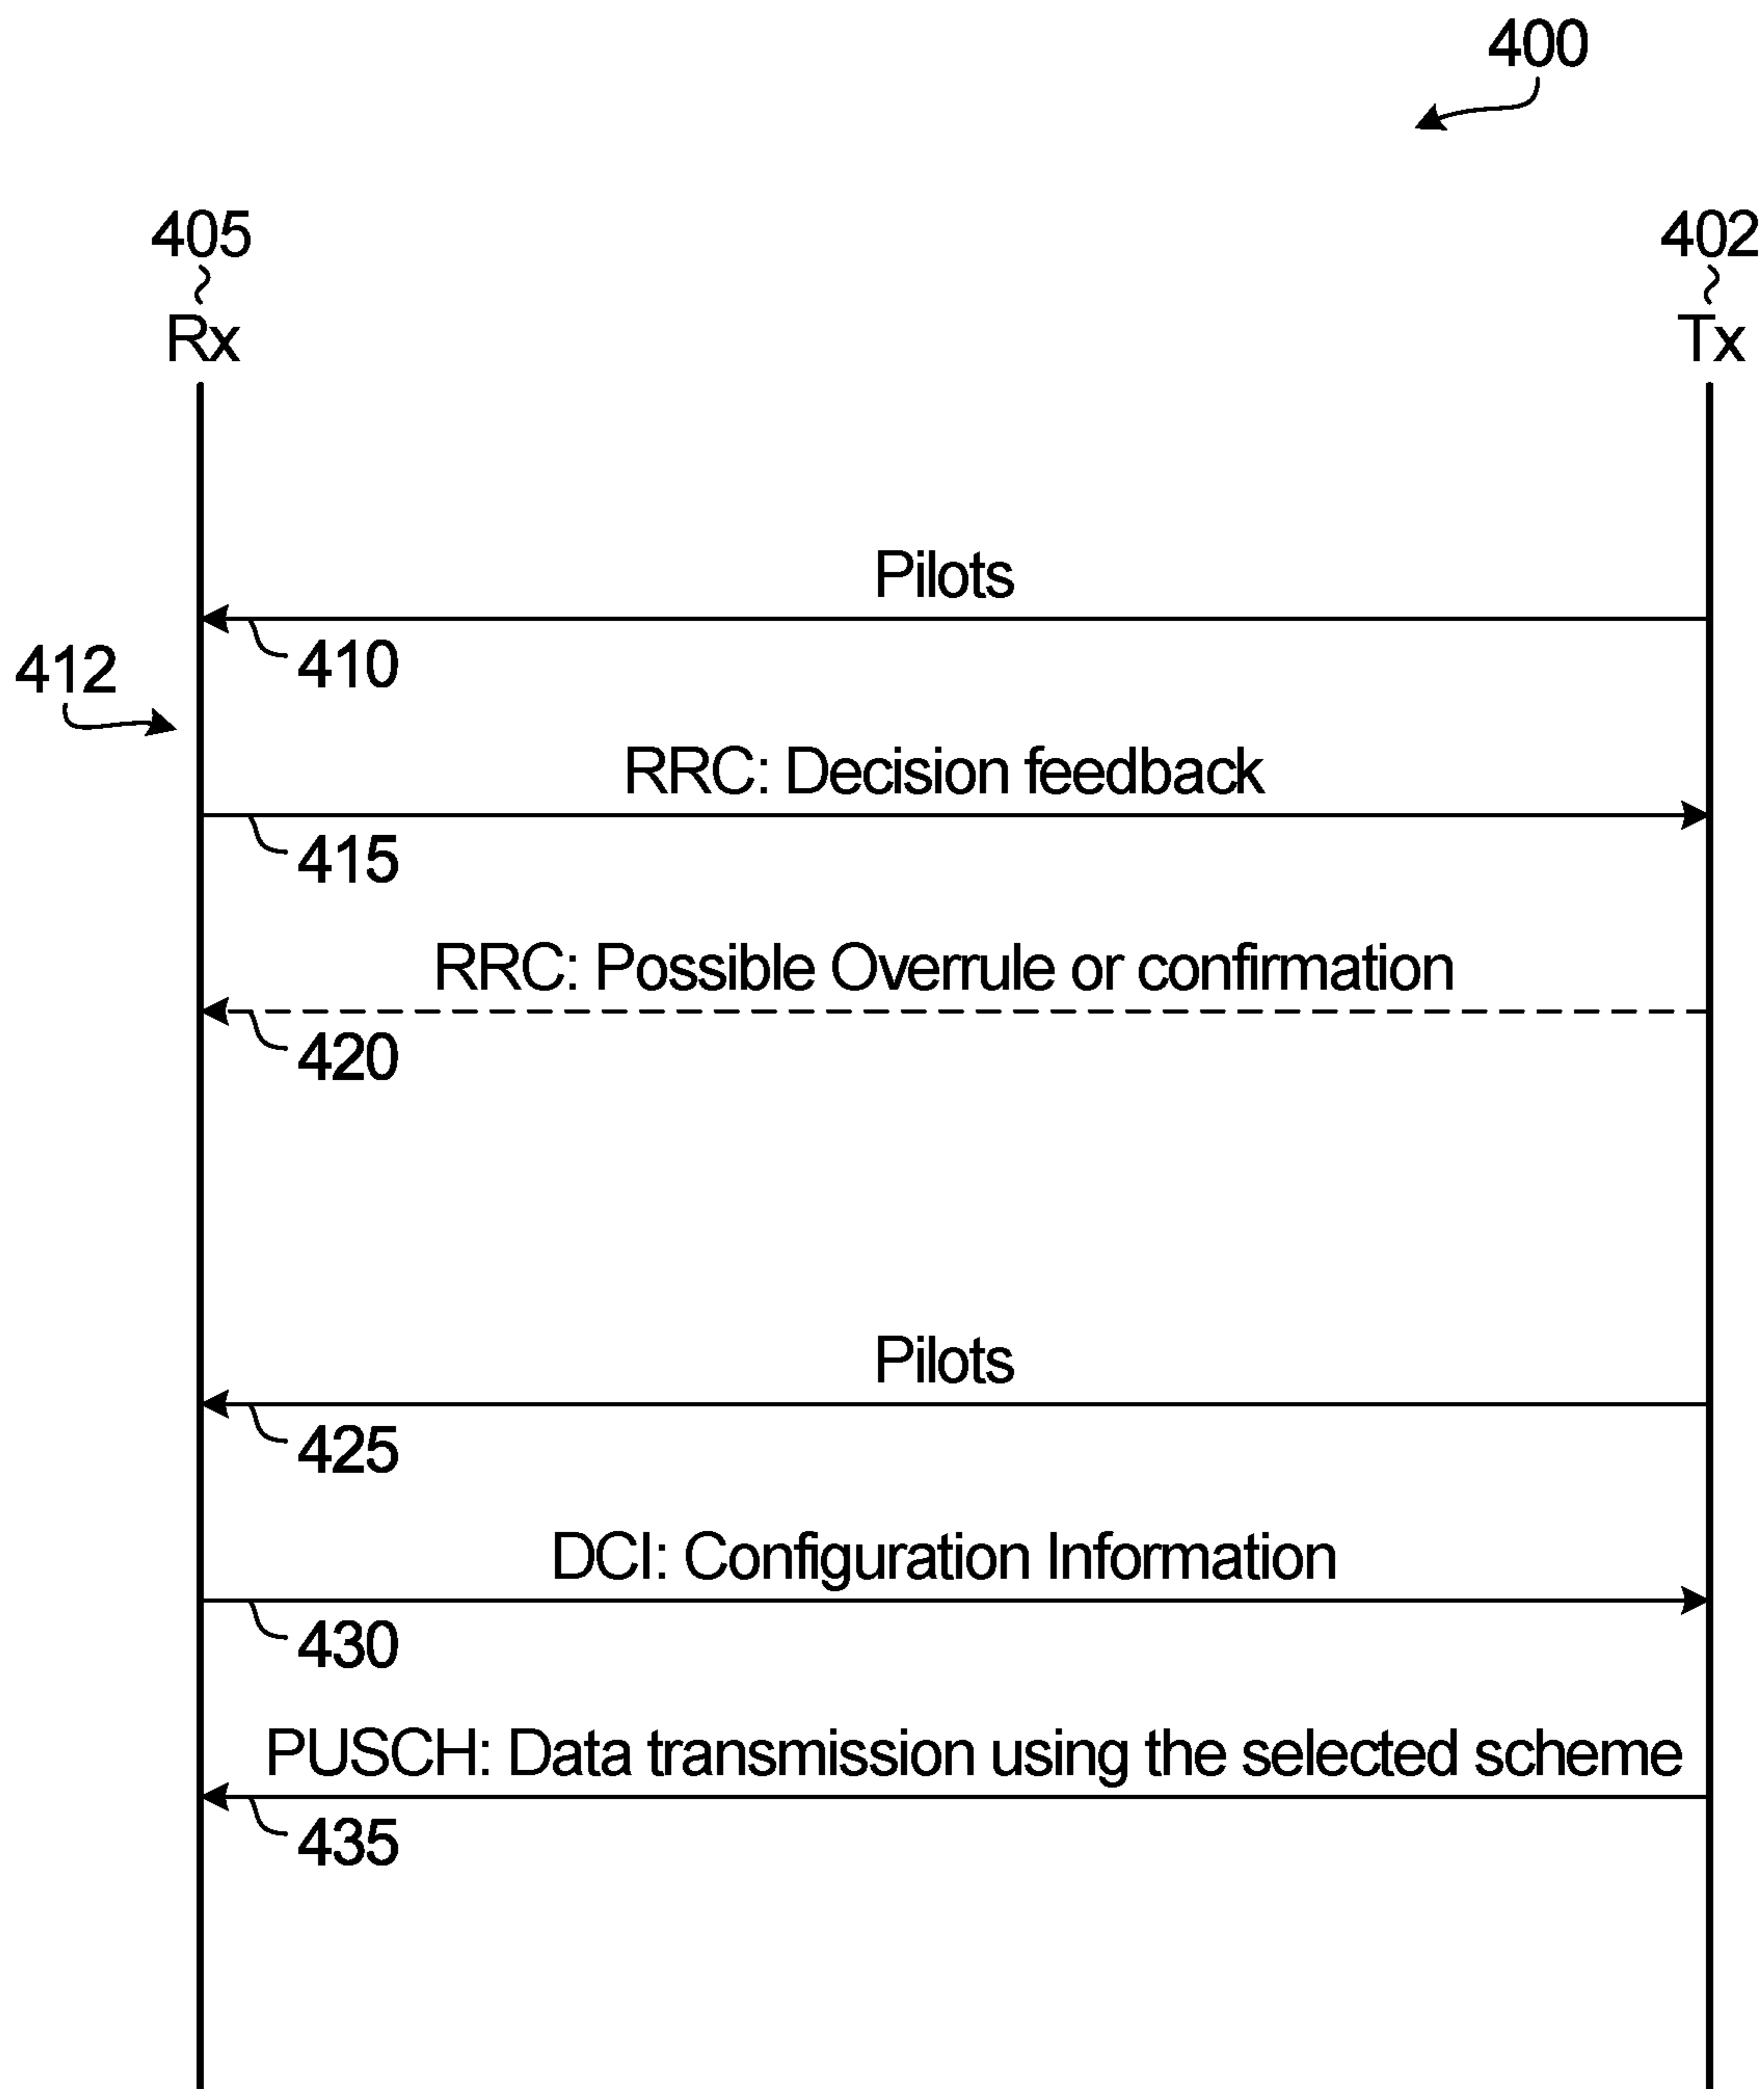 400
405
402
Rx
Tx
Pilots
410
412
RRC: Decision feedback
415
RRC: Possible Overrule or confirmation
420
Pilots
425
DCI: Configuration Information
430
PUSCH: Data transmission using the selected scheme
435